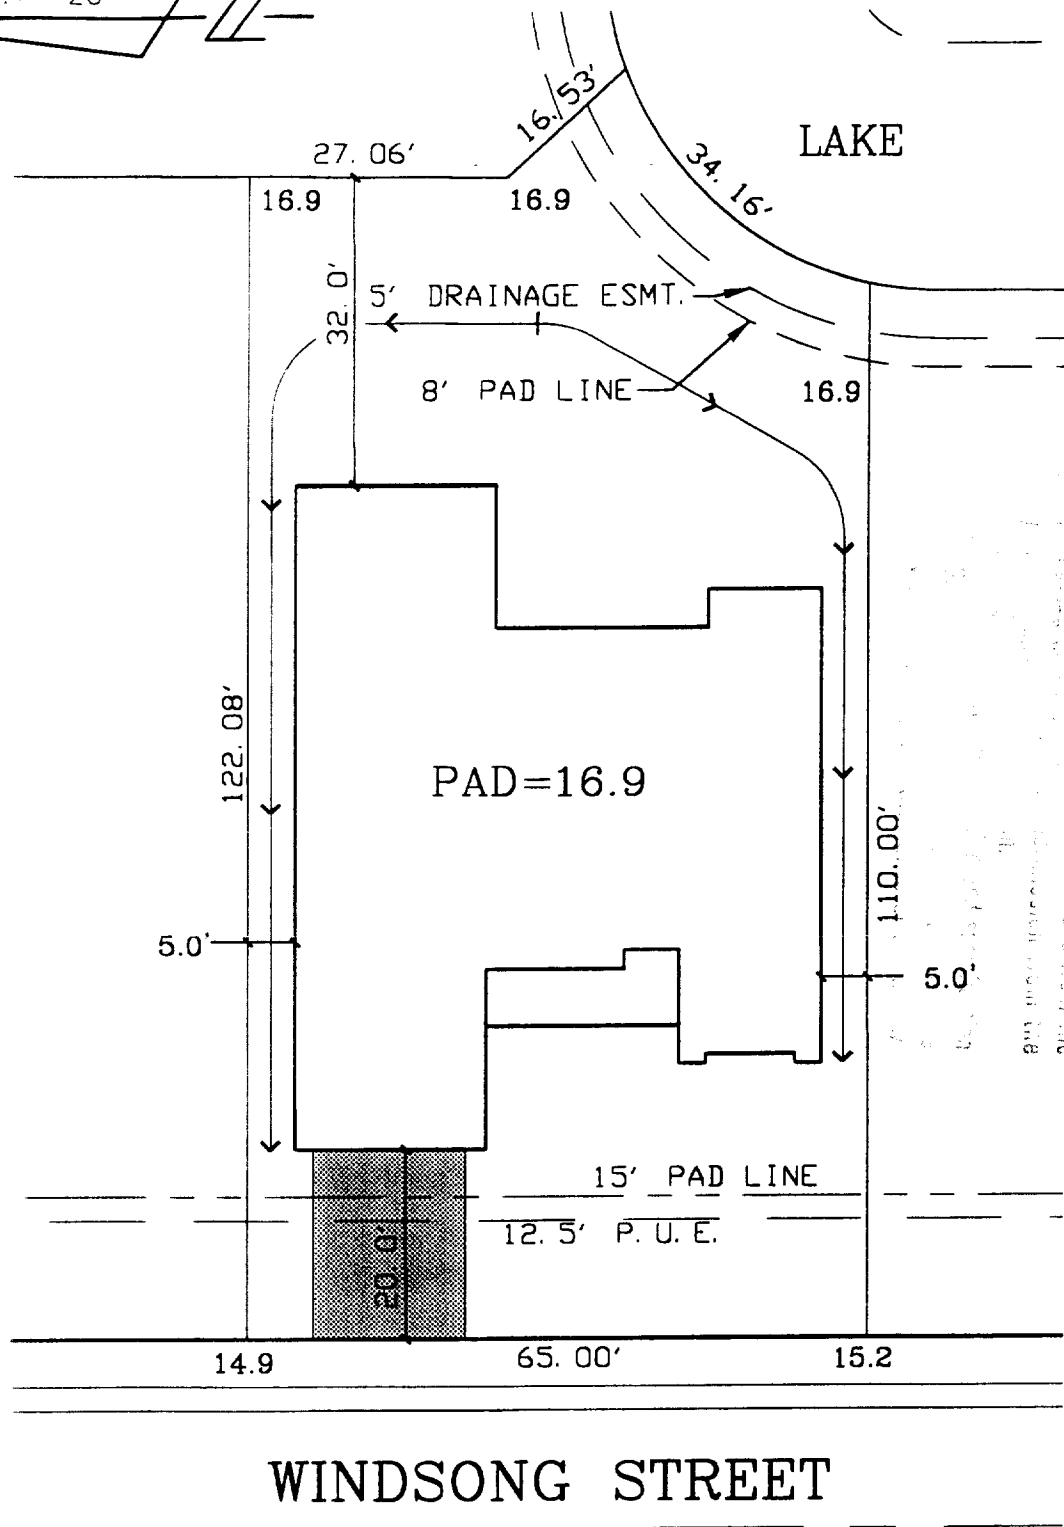 16.53'
LAKE
27.06'
34.16'
16.9
16.9
32.0'
5' DRAINAGE ESMT.
8' PAD LINE
16.9
122.08'
PAD=16.9
110.00'
5.0'
5.0'
15' PAD LINE
12.5' P.U.E.
20.0'
14.9
65.00'
15.2
WINDSONG STREET